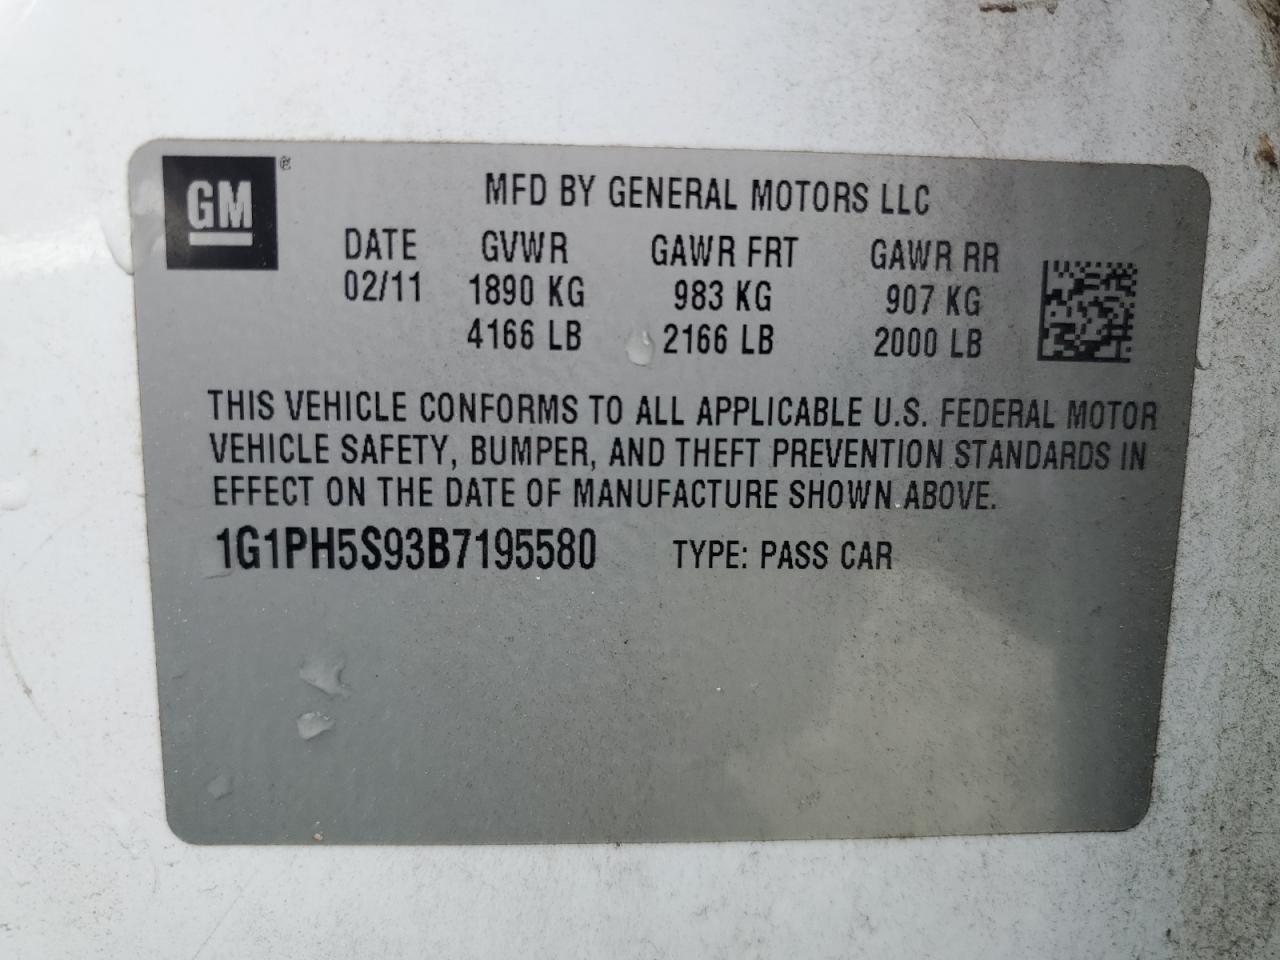 GM®
MFD BY GENERAL MOTORS LLC
DATE GVWR GAWR FRT GAWR RR
02/11 1890 KG 983 KG 907 KG
4166 LB 2166 LB 2000 LB
THIS VEHICLE CONFORMS TO ALL APPLICABLE U.S. FEDERAL MOTOR
VEHICLE SAFETY, BUMPER, AND THEFT PREVENTION STANDARDS IN
EFFECT ON THE DATE OF MANUFACTURE SHOWN ABOVE.
1G1PH5S93B7195580 TYPE: PASS CAR